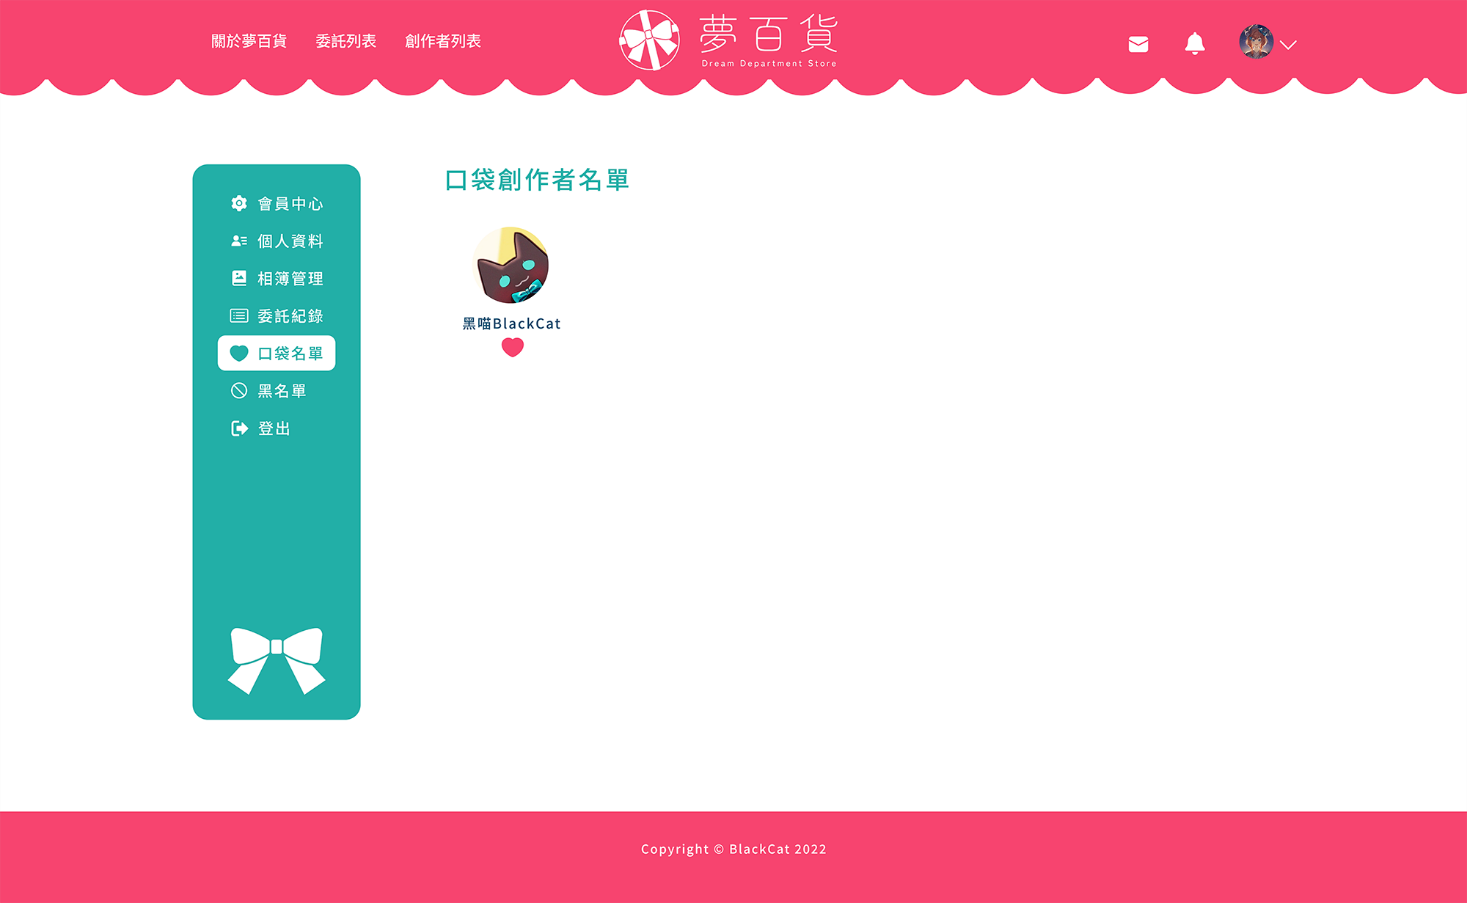 關於夢百貨
委託列表
創作者列表
夢百貨
Dream Department Store
會員中心
個人資料
相簿管理
委託紀錄
口袋名單
黑名單
登出
口袋創作者名單
黑喵BlackCat
Copyright © BlackCat 2022